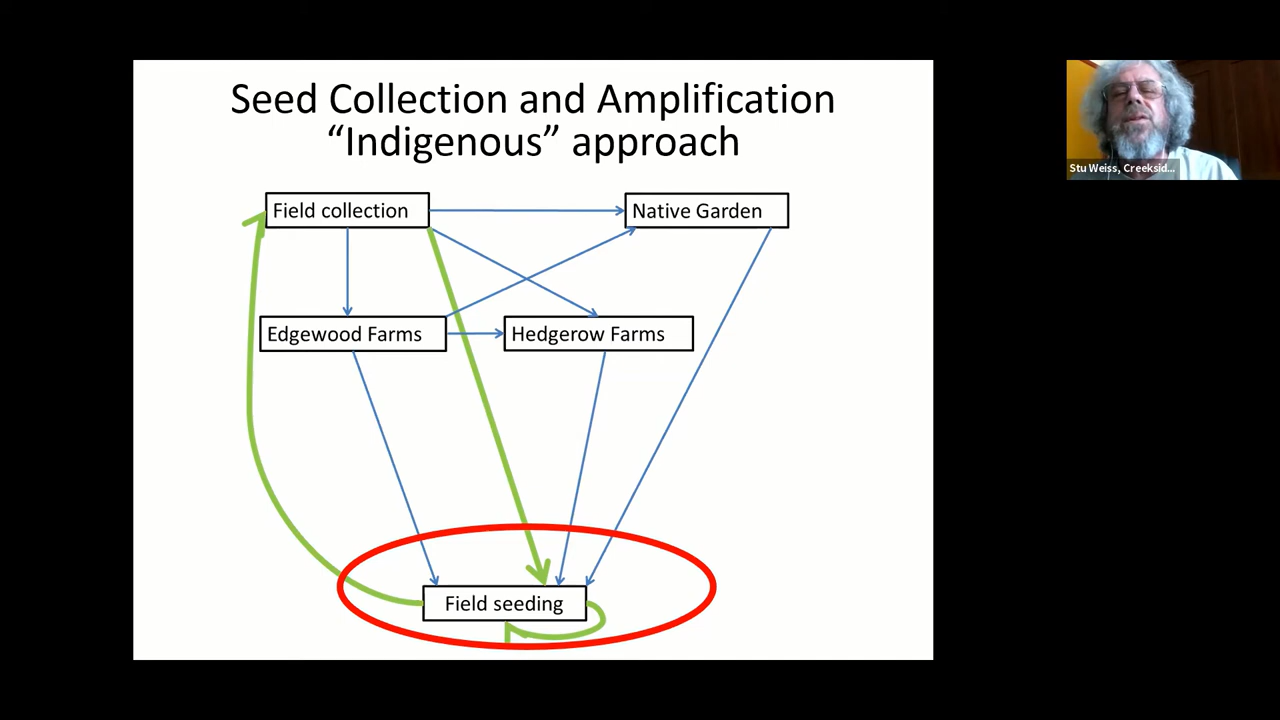 Seed Collection and Amplification
“Indigenous” approach
Field collection
Native Garden
Edgewood Farms
Hedgerow Farms
Field seeding
Stu Weiss, Creeksid...